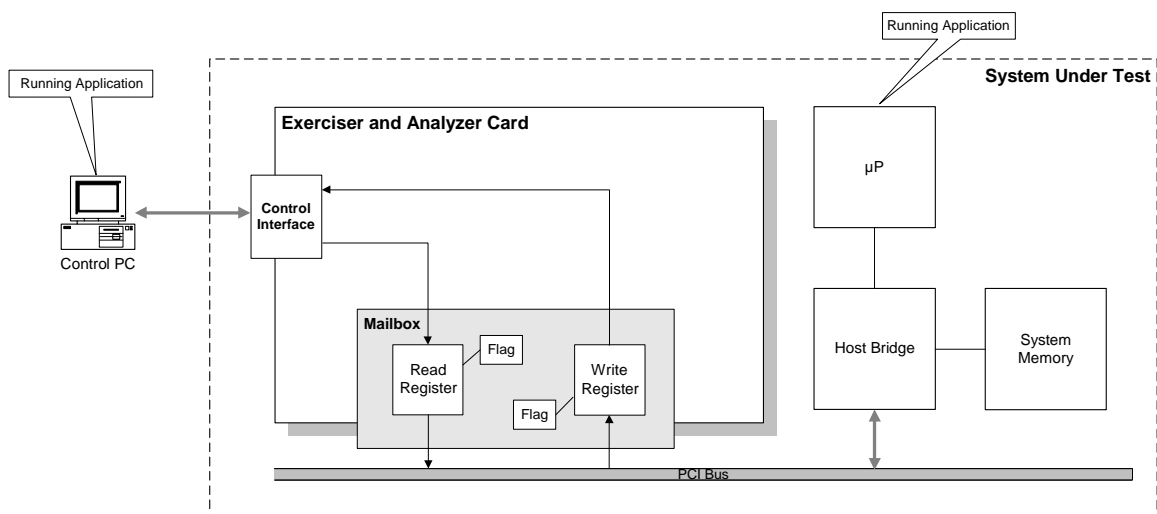 Running Application
System Under Test
Running Application
Exerciser and Analyzer Card
µP
Control
Interface
Control PC
Mailbox
Flag
Read
Register
Write
Register
Flag
Host Bridge
System
Memory
PCI Bus